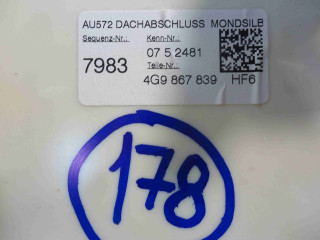 AU572 DACHABSCHLUSS MONDSILB
Sequenz-Nr.: Kenn-Nr.:
7983 07 5 2481
Teile-Nr.:
4G9 867 839 HF6
178